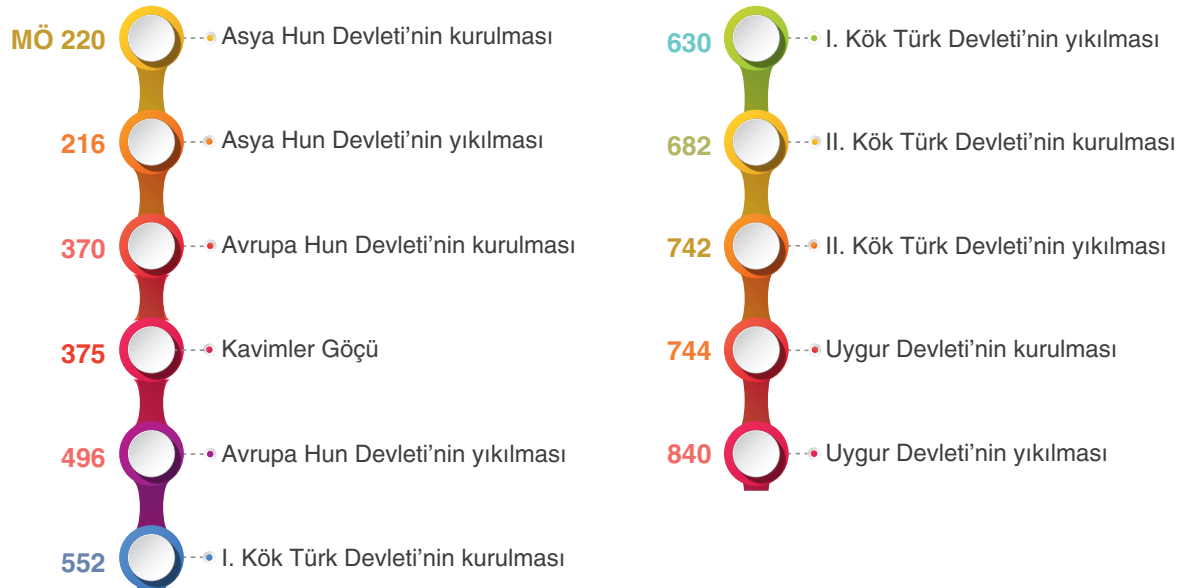 MÖ 220 Asya Hun Devleti’nin kurulması
216 Asya Hun Devleti’nin yıkılması
370 Avrupa Hun Devleti’nin kurulması
375 Kavimler Göçü
496 Avrupa Hun Devleti’nin yıkılması
552 I. Kök Türk Devleti’nin kurulması
630 I. Kök Türk Devleti’nin yıkılması
682 II. Kök Türk Devleti’nin kurulması
742 II. Kök Türk Devleti’nin yıkılması
744 Uygur Devleti’nin kurulması
840 Uygur Devleti’nin yıkılması